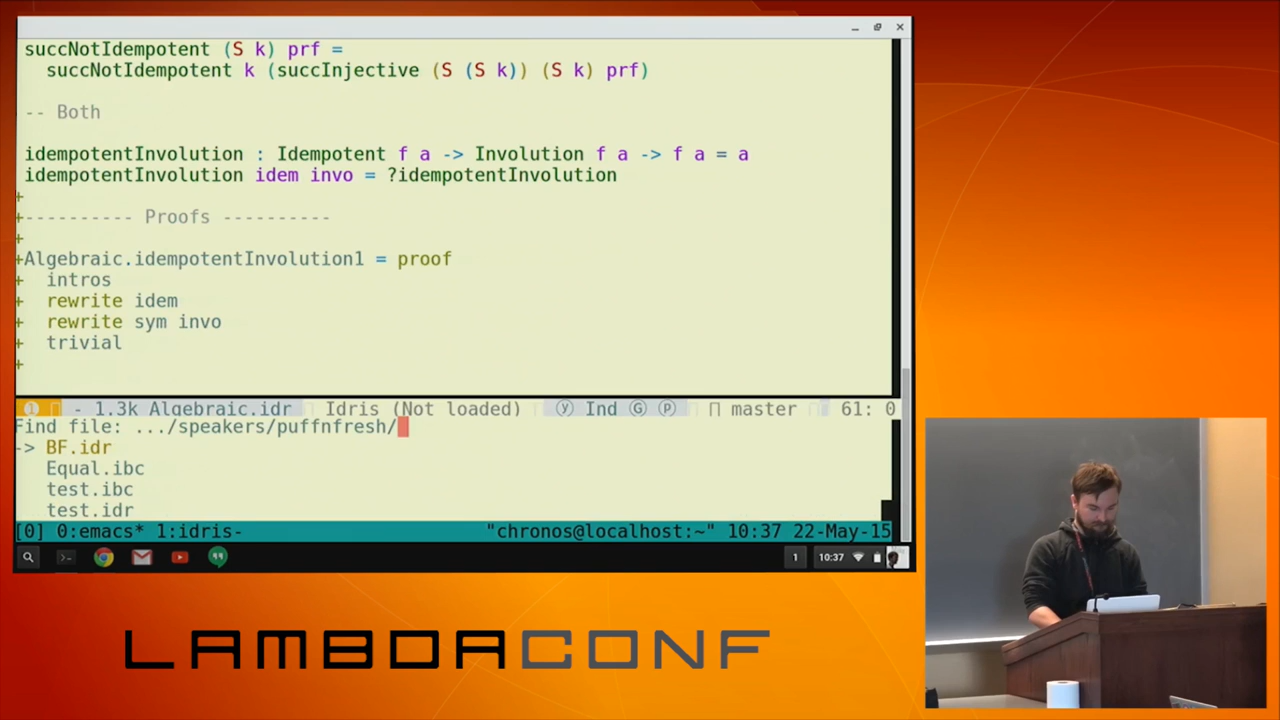 succNotIdempotent (S k) prf =
succNotIdempotent k (succInjective (S (S k)) (S k) prf)
-- Both
idempotentInvolution : Idempotent f a -> Involution f a -> f a = a
idempotentInvolution idem invo = ?idempotentInvolution
+
+---------- Proofs ----------
+
+Algebraic.idempotentInvolution1 = proof
+ intros
+ rewrite idem
+ rewrite sym invo
+ trivial
+
1 - 1.3k Algebraic.idr Idris (Not loaded) ⓨ Ind Ⓖ ⓟ master 61: 0
Find file: .../speakers/puffnfresh/
-> BF.idr
Equal.ibc
test.ibc
test.idr
[0] 0:emacs* 1:idris- "chronos@localhost:~" 10:37 22-May-15
1 10:37
LAMBDACONF